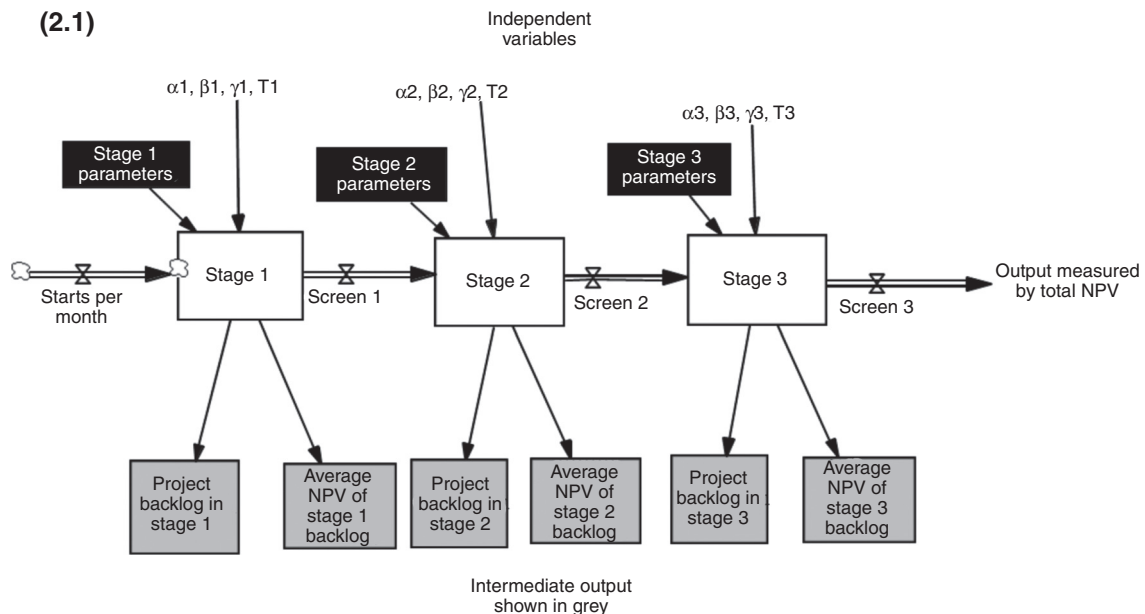 (2.1)
Independent
variables
α1, β1, γ1, T1
α2, β2, γ2, T2
α3, β3, γ3, T3
Stage 1
parameters
Stage 2
parameters
Stage 3
parameters
Stage 1
Stage 2
Stage 3
Starts per
month
Screen 1
Screen 2
Screen 3
Output measured
by total NPV
Project
backlog in
stage 1
Average
NPV of
stage 1
backlog
Project
backlog in
stage 2
Average
NPV of
stage 2
backlog
Project
backlog in
stage 3
Average
NPV of
stage 3
backlog
Intermediate output
shown in grey